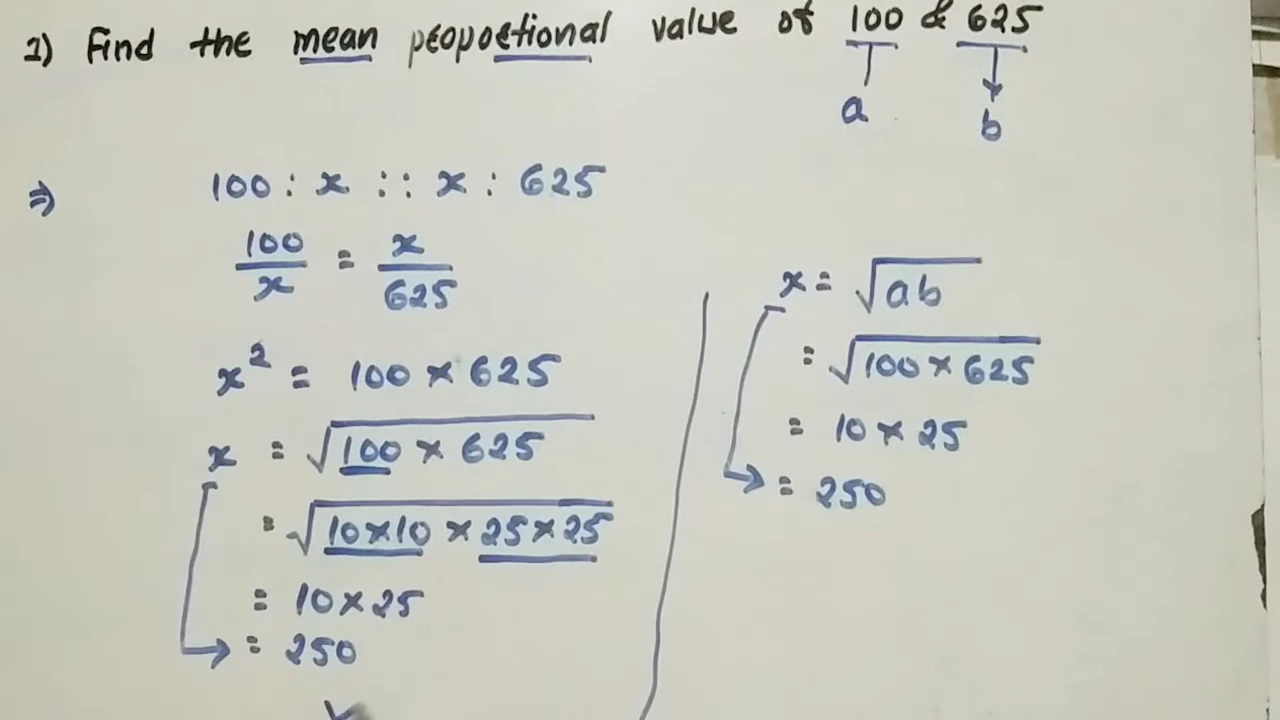 1) Find the mean propoetional value of 100 & 625
a
b
⇒ 100 : x :: x : 625
100/x = x/625
x² = 100 × 625
x = √100 × 625
= √10×10 × 25×25
= 10×25
= 250
x = √ab
= √100 × 625
= 10 × 25
= 250